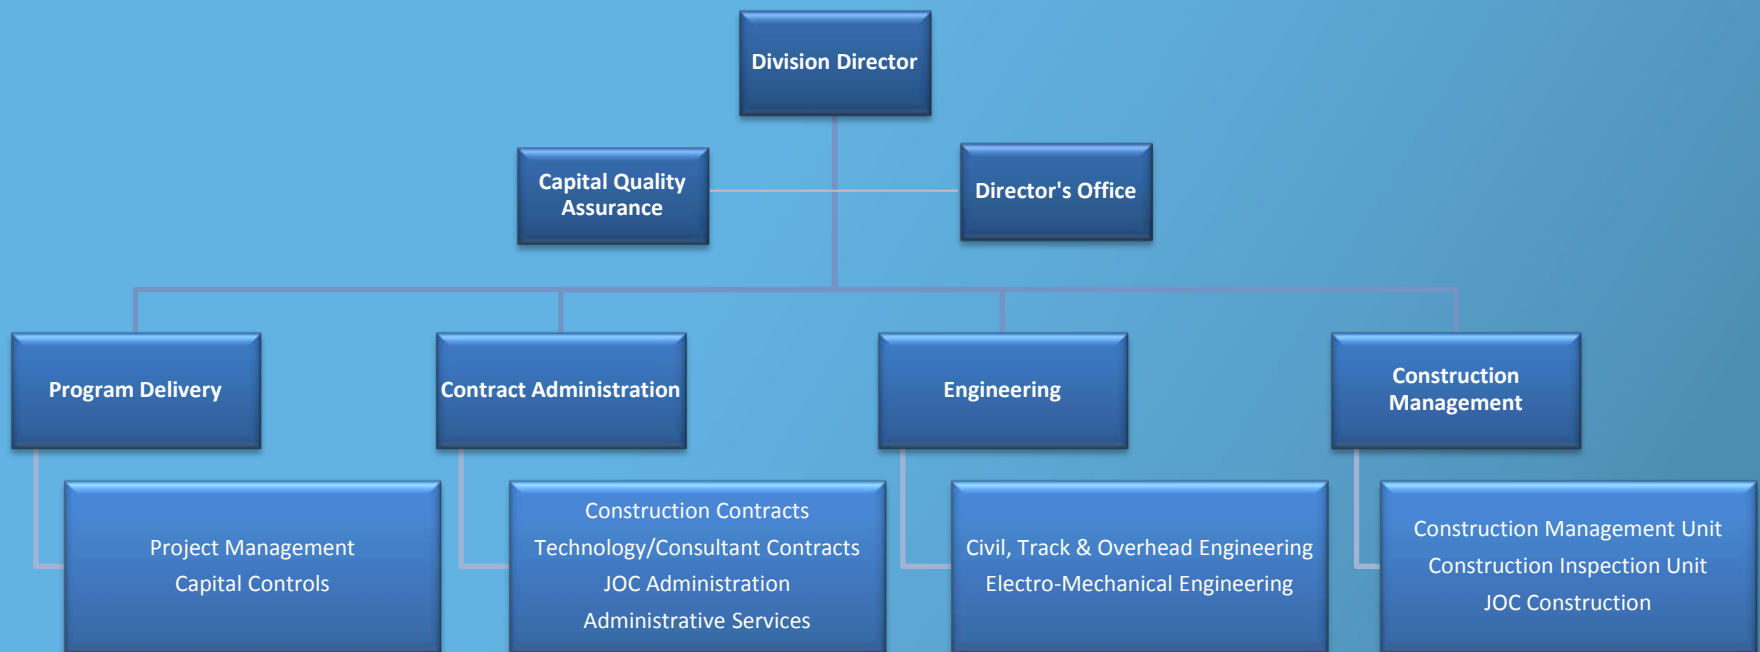 Division Director
Capital Quality
Assurance
Director's Office
Program Delivery
Contract Administration
Engineering
Construction
Management
Project Management
Capital Controls
Construction Contracts
Technology/Consultant Contracts
JOC Administration
Administrative Services
Civil, Track & Overhead Engineering
Electro-Mechanical Engineering
Construction Management Unit
Construction Inspection Unit
JOC Construction